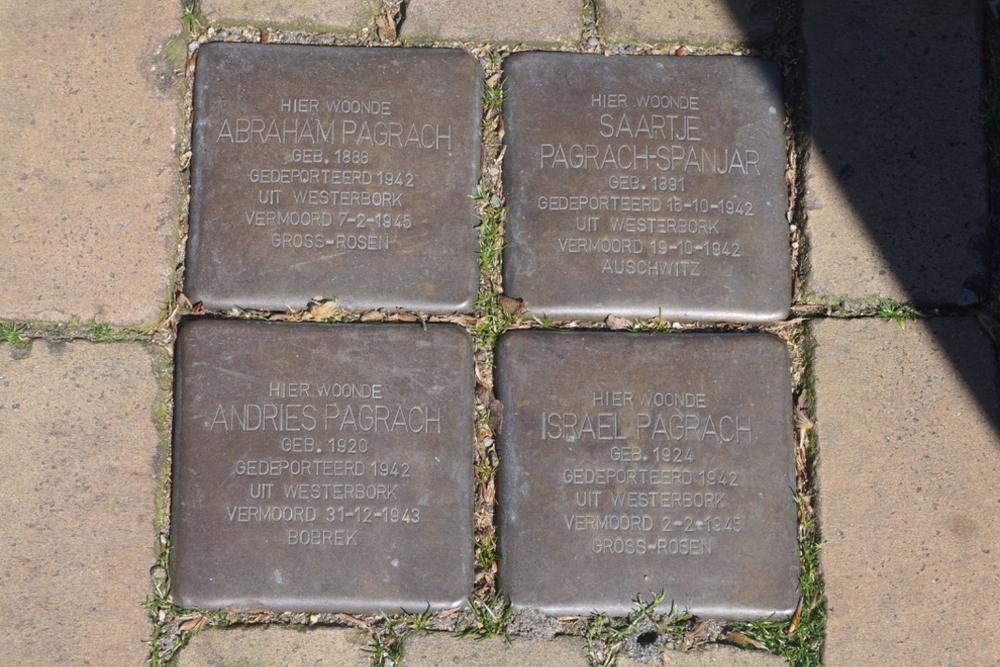 HIER WOONDE
ABRAHAM PAGRACH
GEB. 1888
GEDEPORTEERD 1942
UIT WESTERBORK
VERMOORD 7-2-1945
GROSS-ROSEN
HIER WOONDE
SAARTJE
PAGRACH-SPANJAR
GEB. 1891
GEDEPORTEERD 16-10-1942
UIT WESTERBORK
VERMOORD 19-10-1942
AUSCHWITZ
HIER WOONDE
ANDRIES PAGRACH
GEB. 1920
GEDEPORTEERD 1942
UIT WESTERBORK
VERMOORD 31-12-1943
BOBREK
HIER WOONDE
ISRAEL PAGRACH
GEB. 1924
GEDEPORTEERD 1942
UIT WESTERBORK
VERMOORD 2-2-1945
GROSS-ROSEN